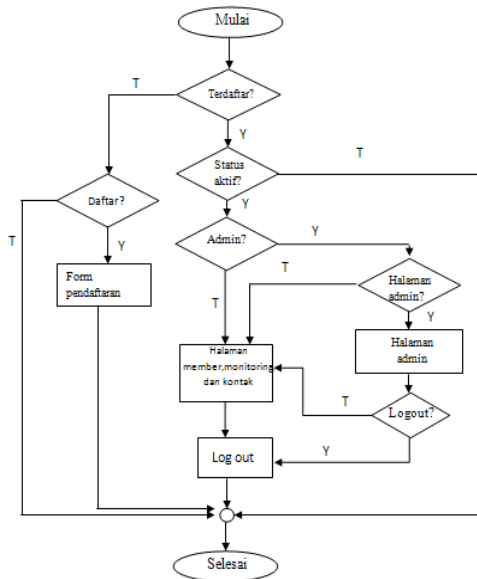 Mulai
T
Terdaftar?
Y
Status
aktif?
T
Daftar?
T
Y
Y
Admin?
Y
Form
pendaftaran
T
Halaman
admin?
T
Y
Halaman
member,monitoring
dan kontak
Halaman
admin
T
Logout?
Log out
Y
Selesai